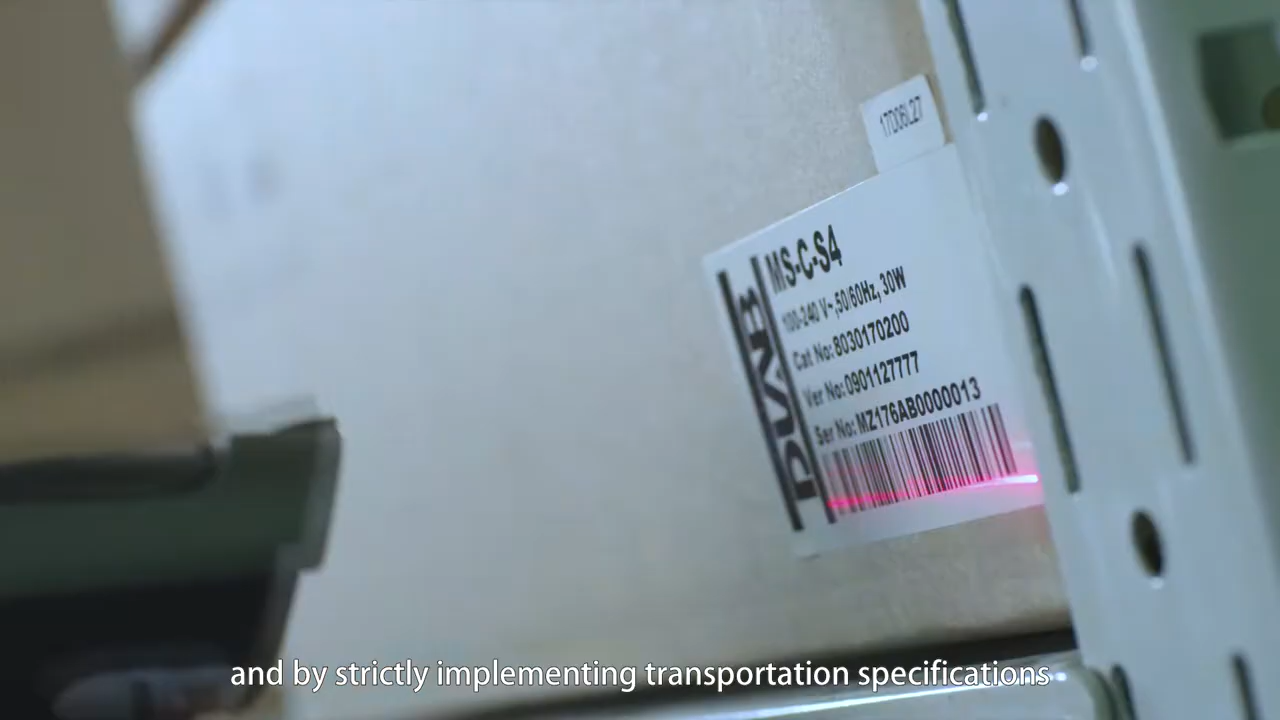 17D06L27
MS-C-S4
100-240 V~,50/60Hz, 30W
Cat No:8030170200
Ver No:0901127777
Ser No:MZ176AB0000013
and by strictly implementing transportation specifications